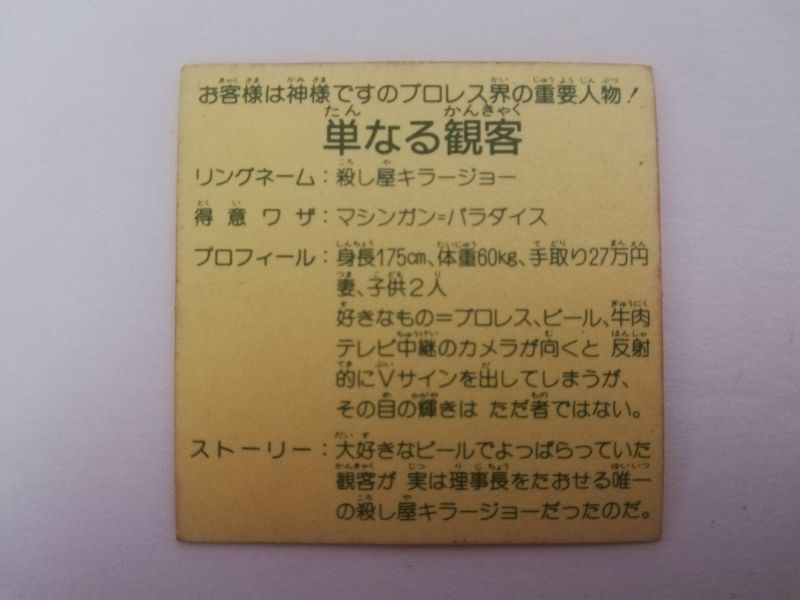 お客様は神様ですのプロレス界の重要人物！
単なる観客
リングネーム：殺し屋キラージョー
得意ワザ：マシンガン=パラダイス
プロフィール：身長175cm、体重60kg、手取り27万円
妻、子供2人
好きなもの＝プロレス、ビール、牛肉
テレビ中継のカメラが向くと 反射
的にVサインを出してしまうが、
その目の輝きは ただ者ではない。
ストーリー：大好きなビールでよっぱらっていた
観客が 実は理事長をたおせる唯一
の殺し屋キラージョーだったのだ。